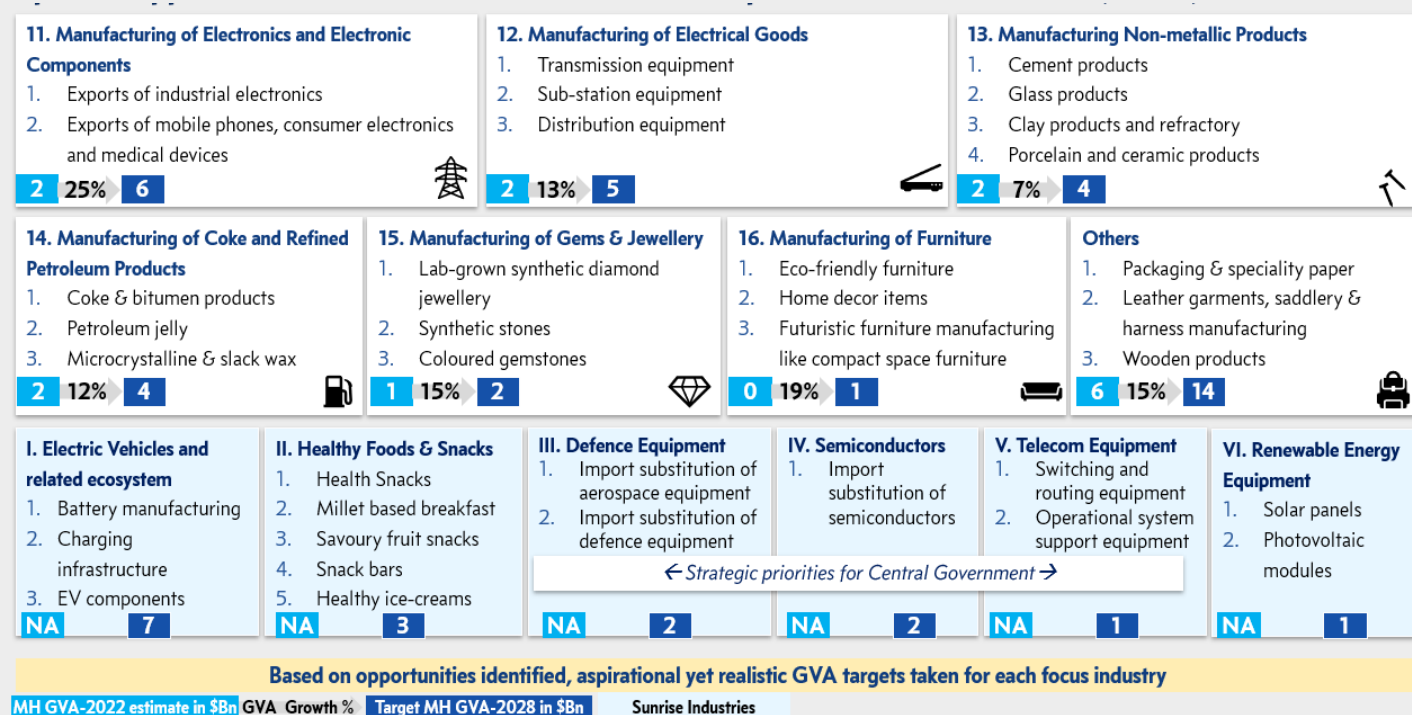 11. Manufacturing of Electronics and Electronic
Components
1. Exports of industrial electronics
2. Exports of mobile phones, consumer electronics
and medical devices
2 25% 6
12. Manufacturing of Electrical Goods
1. Transmission equipment
2. Sub-station equipment
3. Distribution equipment
2 13% 5
13. Manufacturing Non-metallic Products
1. Cement products
2. Glass products
3. Clay products and refractory
4. Porcelain and ceramic products
2 7% 4
14. Manufacturing of Coke and Refined
Petroleum Products
1. Coke & bitumen products
2. Petroleum jelly
3. Microcrystalline & slack wax
2 12% 4
15. Manufacturing of Gems & Jewellery
1. Lab-grown synthetic diamond
jewellery
2. Synthetic stones
3. Coloured gemstones
1 15% 2
16. Manufacturing of Furniture
1. Eco-friendly furniture
2. Home decor items
3. Futuristic furniture manufacturing
like compact space furniture
0 19% 1
Others
1. Packaging & speciality paper
2. Leather garments, saddlery &
harness manufacturing
3. Wooden products
6 15% 14
I. Electric Vehicles and
related ecosystem
1. Battery manufacturing
2. Charging
infrastructure
3. EV components
NA 7
II. Healthy Foods & Snacks
1. Health Snacks
2. Millet based breakfast
3. Savoury fruit snacks
4. Snack bars
5. Healthy ice-creams
NA 3
III. Defence Equipment
1. Import substitution of
aerospace equipment
2. Import substitution of
defence equipment
NA 2
IV. Semiconductors
1. Import
substitution of
semiconductors
NA 2
V. Telecom Equipment
1. Switching and
routing equipment
2. Operational system
support equipment
NA 1
←Strategic priorities for Central Government→
VI. Renewable Energy
Equipment
1. Solar panels
2. Photovoltaic
modules
NA 1
Based on opportunities identified, aspirational yet realistic GVA targets taken for each focus industry
MH GVA-2022 estimate in $Bn GVA Growth % Target MH GVA-2028 in $Bn Sunrise Industries